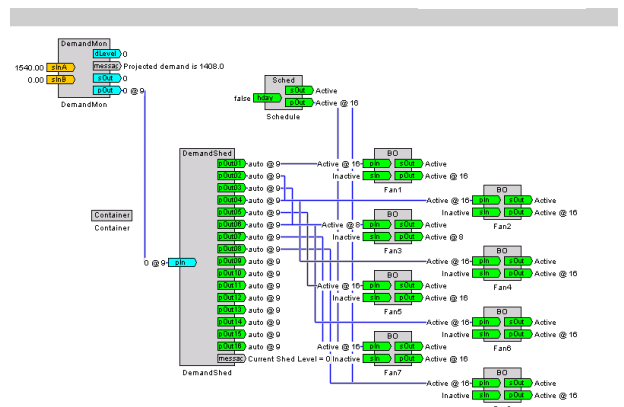 DemandMon
dLevel 0
messag Projected demand is 1408.0
1540.00 sInA
sOut 0
0.00 sInB
pOut 0 @ 9
DemandMon
Sched
sOut Active
false hday
pOut Active @ 16
Schedule
Container
Container
DemandShed
pOut01 auto @ 9
pOut02 auto @ 9
pOut03 auto @ 9
pOut04 auto @ 9
pOut05 auto @ 9
pOut06 auto @ 9
pOut07 auto @ 9
pOut08 auto @ 9
0 @ 9 pIn
pOut09 auto @ 9
pOut10 auto @ 9
pOut11 auto @ 9
pOut12 auto @ 9
pOut13 auto @ 9
pOut14 auto @ 9
pOut15 auto @ 9
pOut16 auto @ 9
messag Current Shed Level = 0
DemandShed
BO
Active @ 16 pIn sOut Active
Inactive sIn pOut Active @ 16
Fan1
BO
Active @ 16 pIn sOut Active
Inactive sIn pOut Active @ 16
Fan2
BO
Active @ 8 pIn sOut Active
Inactive sIn pOut Active @ 8
Fan3
BO
Active @ 16 pIn sOut Active
Inactive sIn pOut Active @ 16
Fan4
BO
Active @ 16 pIn sOut Active
Inactive sIn pOut Active @ 16
Fan5
BO
Active @ 16 pIn sOut Active
Inactive sIn pOut Active @ 16
Fan6
BO
Active @ 16 pIn sOut Active
Inactive sIn pOut Active @ 16
Fan7
BO
Active @ 16 pIn sOut Active
Inactive sIn pOut Active @ 16